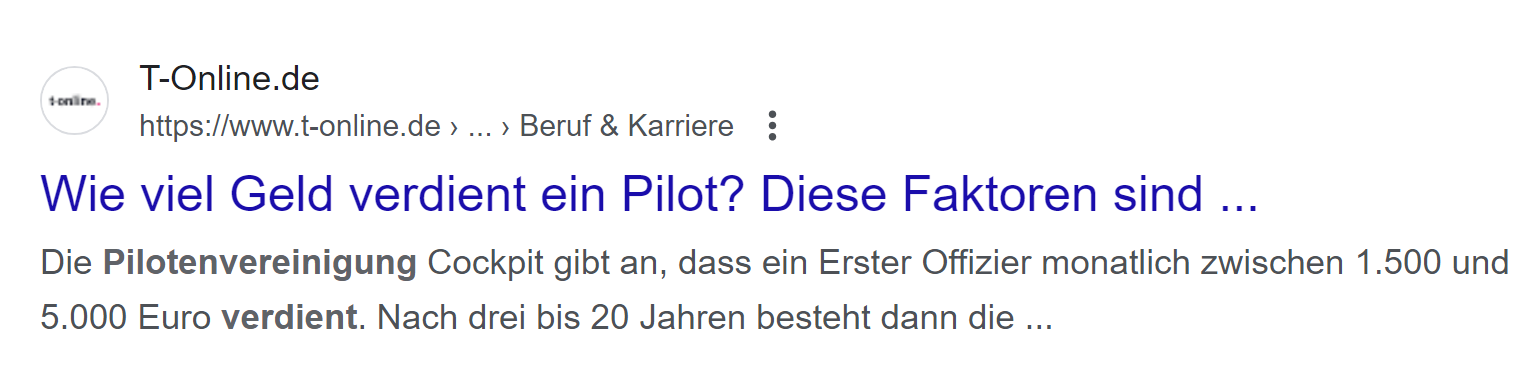 T-Online.de
t-online.
https://www.t-online.de › ... › Beruf & Karriere
Wie viel Geld verdient ein Pilot? Diese Faktoren sind ...
Die Pilotenvereinigung Cockpit gibt an, dass ein Erster Offizier monatlich zwischen 1.500 und
5.000 Euro verdient. Nach drei bis 20 Jahren besteht dann die ...